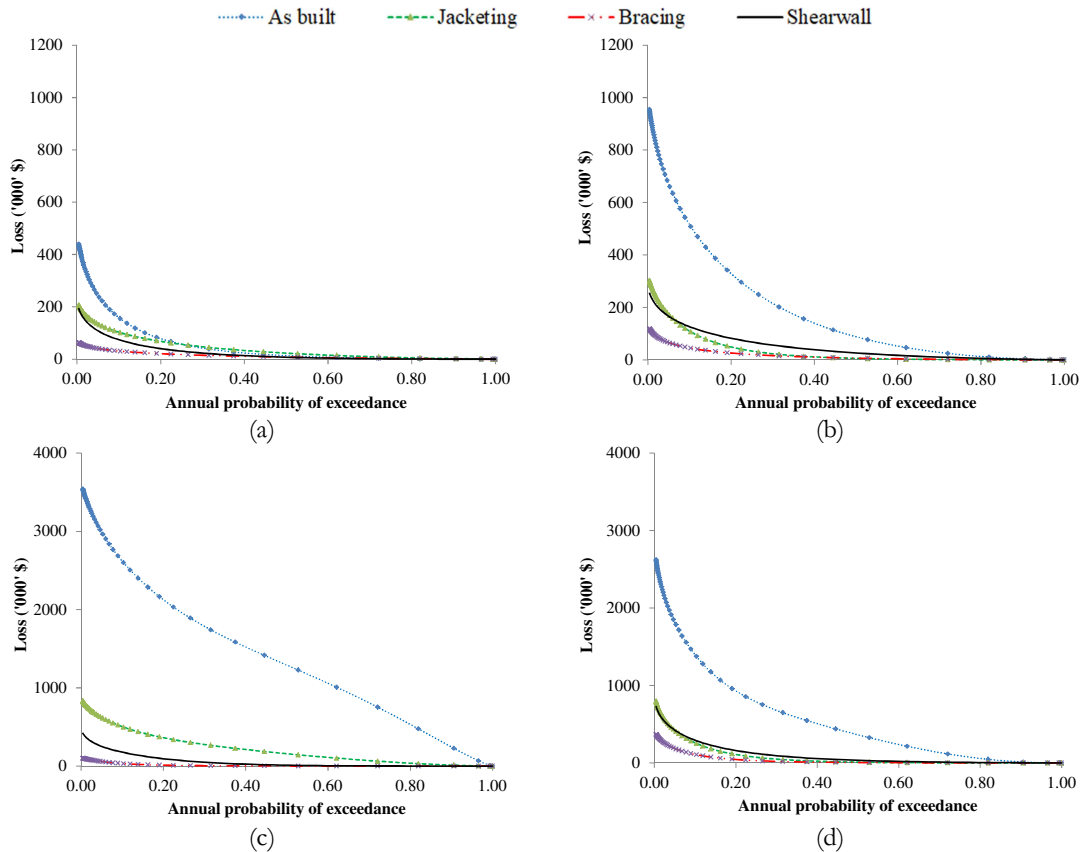 As built Jacketing Bracing Shearwall
1200
1000
800
600
400
200
0
Loss ('000' $)
0.00 0.20 0.40 0.60 0.80 1.00
Annual probability of exceedance
(a)
1200
1000
800
600
400
200
0
Loss ('000' $)
0.00 0.20 0.40 0.60 0.80 1.00
Annual probability of exceedance
(b)
4000
3000
2000
1000
0
Loss ('000' $)
0.00 0.20 0.40 0.60 0.80 1.00
Annual probability of exceedance
(c)
4000
3000
2000
1000
0
Loss ('000' $)
0.00 0.20 0.40 0.60 0.80 1.00
Annual probability of exceedance
(d)